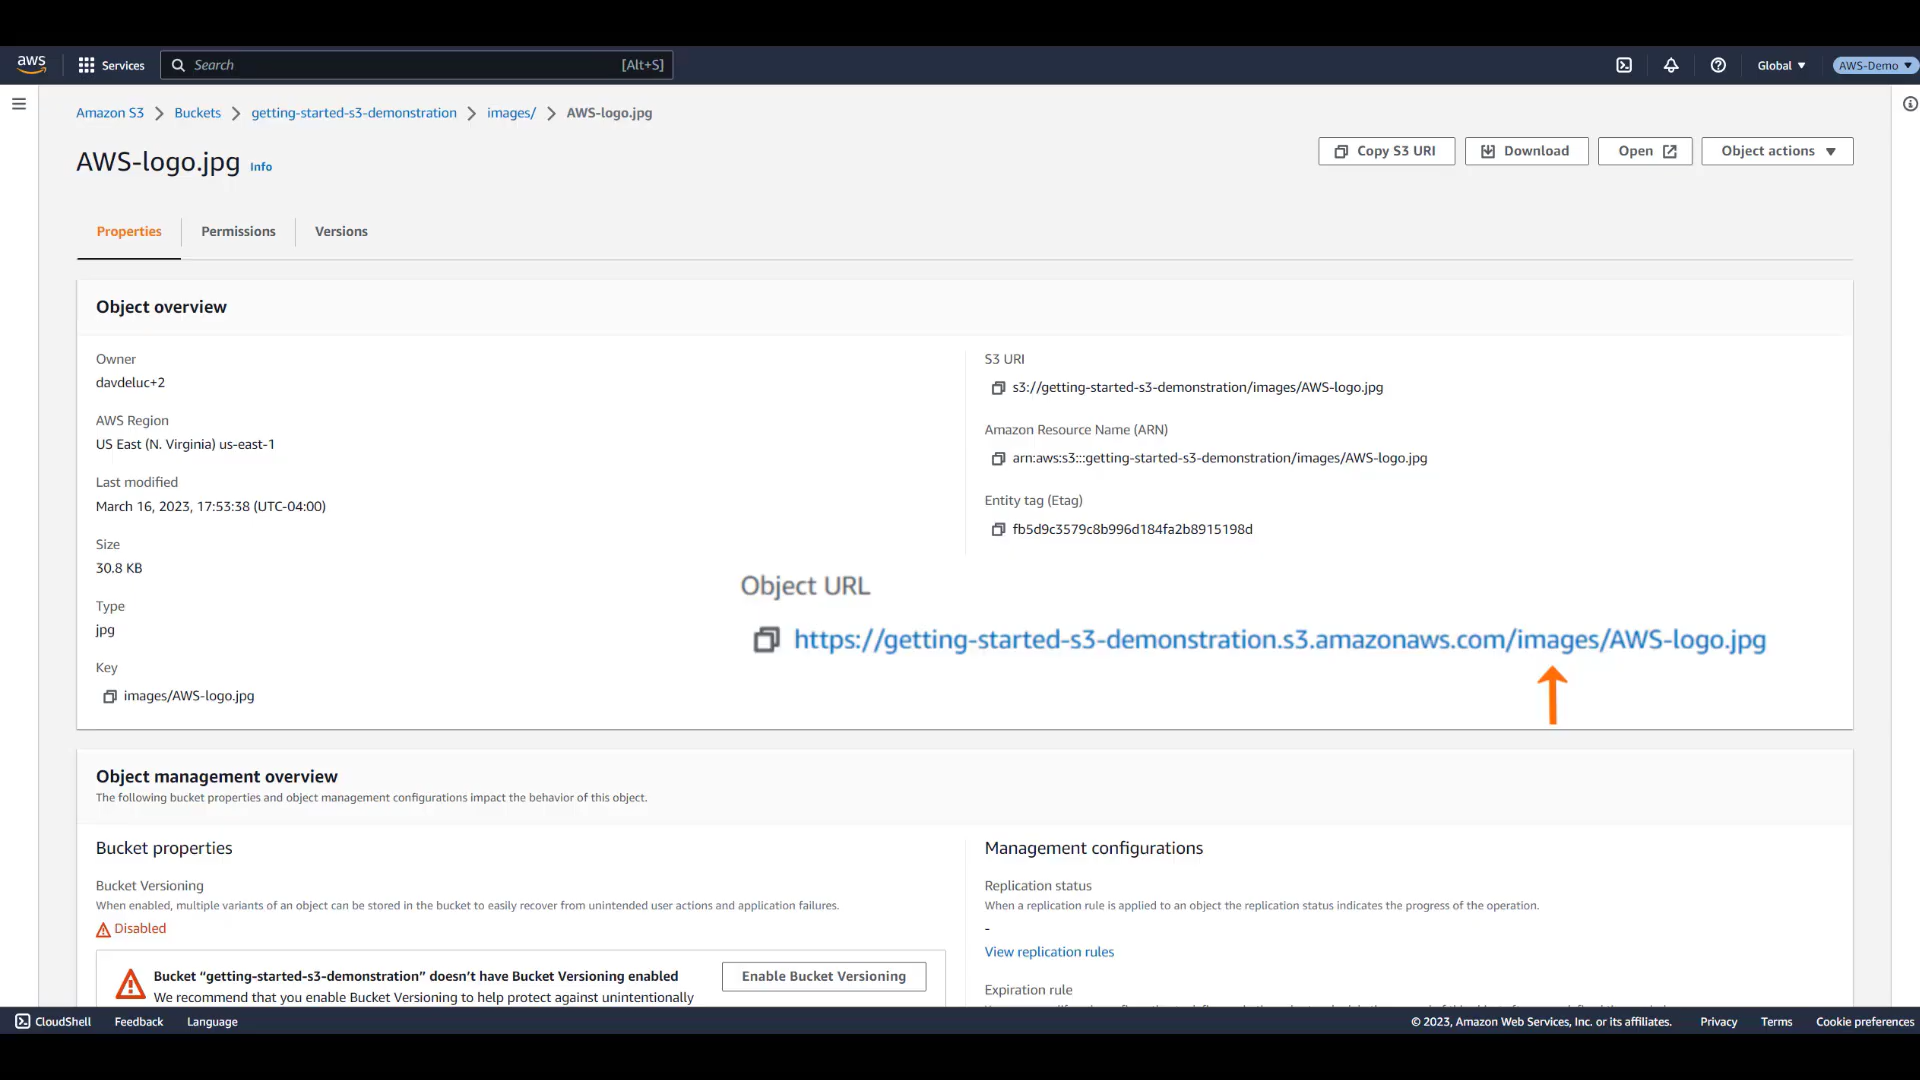 aws
Services
Search
[Alt+S]
Global
AWS-Demo
Amazon S3 > Buckets > getting-started-s3-demonstration > images/ > AWS-logo.jpg
AWS-logo.jpg Info
Copy S3 URI
Download
Open
Object actions
Properties
Permissions
Versions
Object overview
Owner
davdeluc+2
AWS Region
US East (N. Virginia) us-east-1
Last modified
March 16, 2023, 17:53:38 (UTC-04:00)
Size
30.8 KB
Type
jpg
Key
images/AWS-logo.jpg
S3 URI
s3://getting-started-s3-demonstration/images/AWS-logo.jpg
Amazon Resource Name (ARN)
arn:aws:s3:::getting-started-s3-demonstration/images/AWS-logo.jpg
Entity tag (Etag)
fb5d9c3579c8b996d184fa2b8915198d
Object URL
https://getting-started-s3-demonstration.s3.amazonaws.com/images/AWS-logo.jpg
Object management overview
The following bucket properties and object management configurations impact the behavior of this object.
Bucket properties
Bucket Versioning
When enabled, multiple variants of an object can be stored in the bucket to easily recover from unintended user actions and application failures.
Disabled
Bucket “getting-started-s3-demonstration” doesn’t have Bucket Versioning enabled
We recommend that you enable Bucket Versioning to help protect against unintentionally
Enable Bucket Versioning
Management configurations
Replication status
When a replication rule is applied to an object the replication status indicates the progress of the operation.
-
View replication rules
Expiration rule
CloudShell
Feedback
Language
© 2023, Amazon Web Services, Inc. or its affiliates.
Privacy
Terms
Cookie preferences